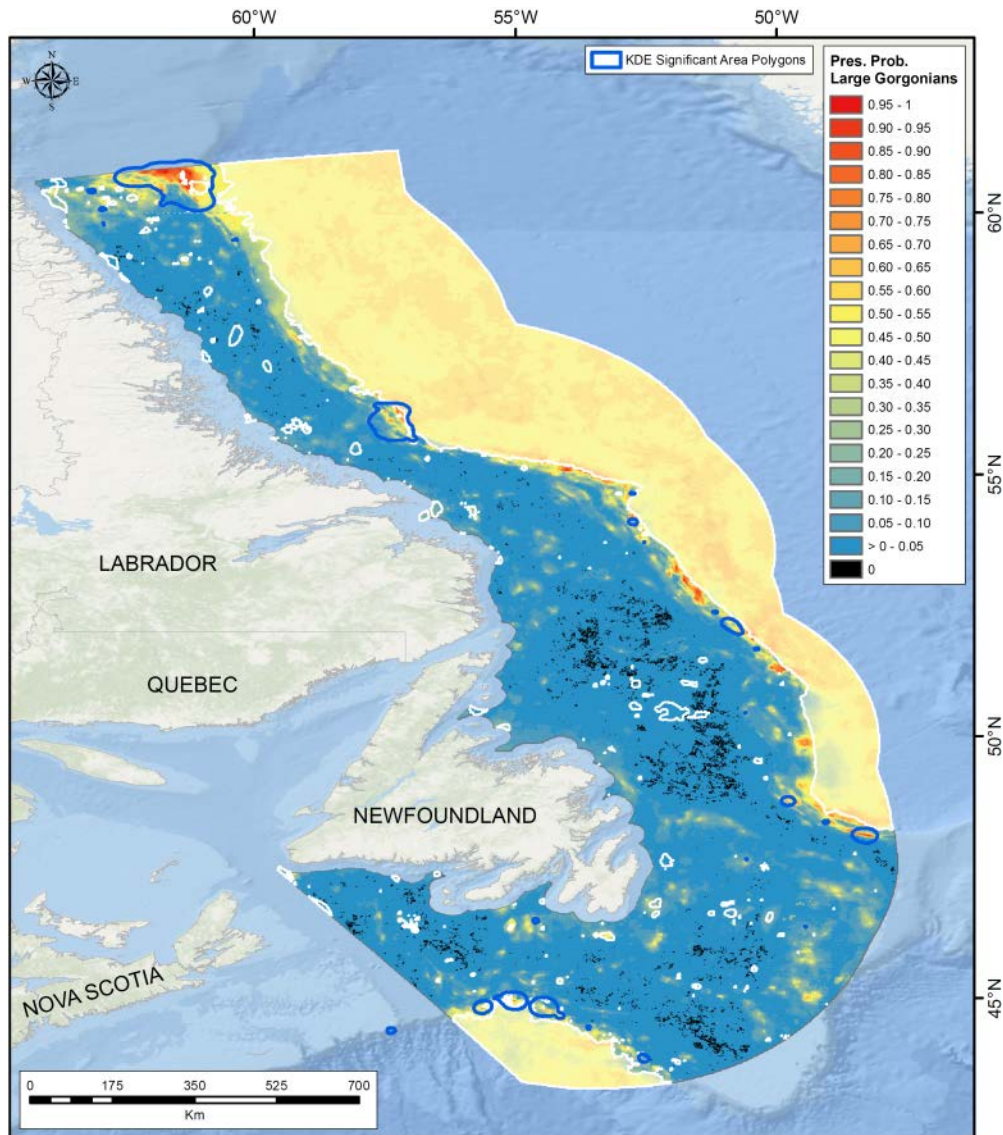 60°W
55°W
50°W
N
W
E
S
KDE Significant Area Polygons
Pres. Prob.
Large Gorgonians
0.95 - 1
0.90 - 0.95
0.85 - 0.90
0.80 - 0.85
0.75 - 0.80
0.70 - 0.75
0.65 - 0.70
0.60 - 0.65
0.55 - 0.60
0.50 - 0.55
0.45 - 0.50
0.40 - 0.45
0.35 - 0.40
0.30 - 0.35
0.25 - 0.30
0.20 - 0.25
0.15 - 0.20
0.10 - 0.15
0.05 - 0.10
> 0 - 0.05
0
60°N
55°N
50°N
45°N
LABRADOR
QUEBEC
NEWFOUNDLAND
NOVA SCOTIA
0 175 350 525 700
Km